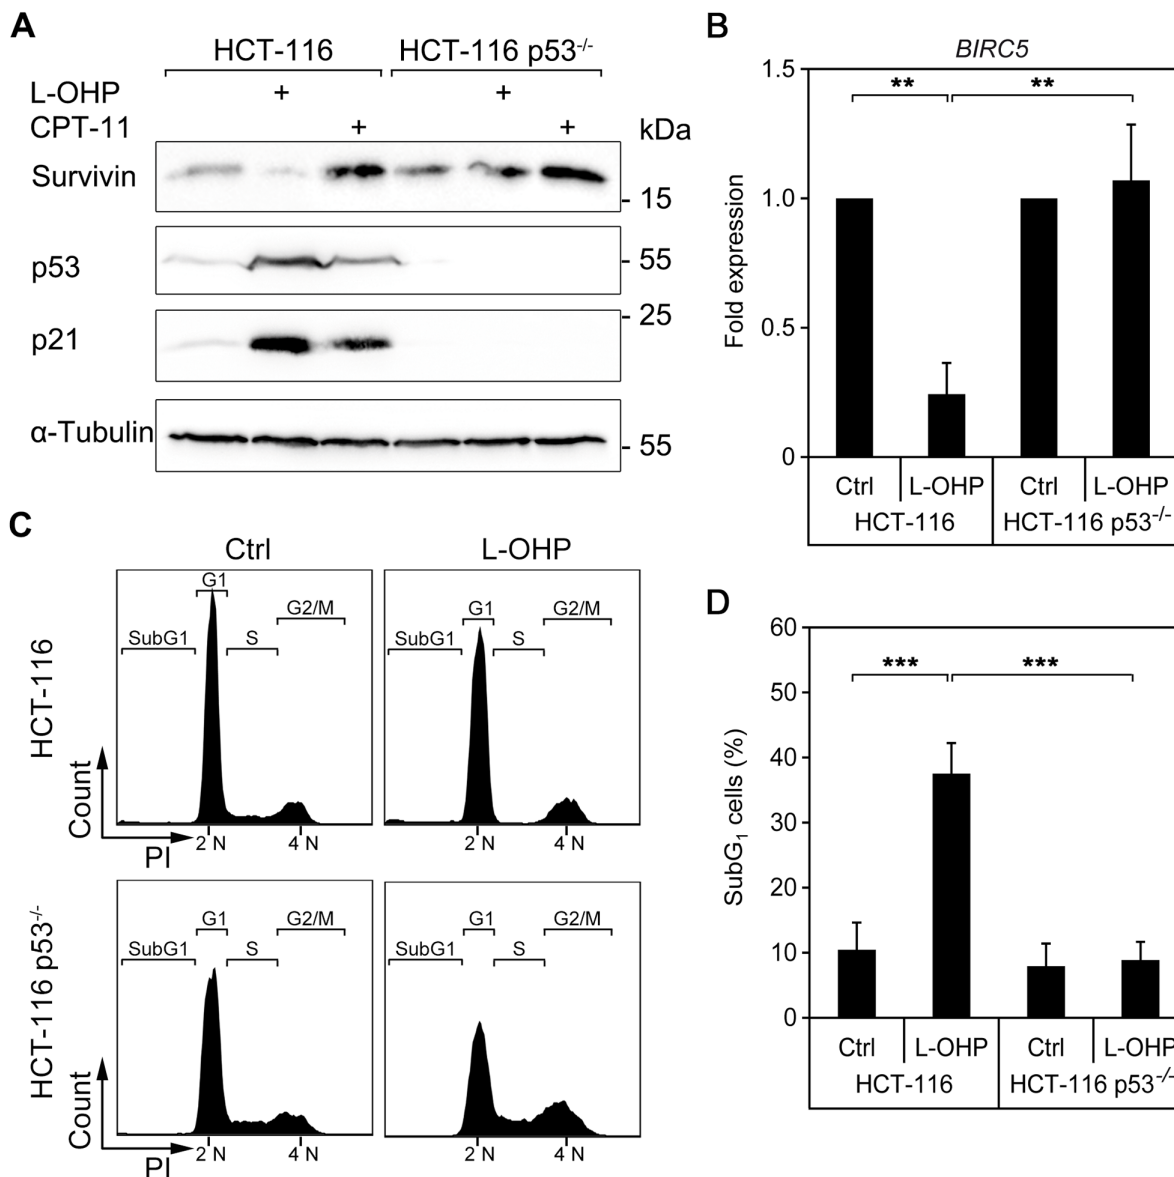 A
HCT-116 HCT-116 p53-/-
L-OHP + +
CPT-11 + + kDa
Survivin
- 15
p53 - 55
- 25
p21
α-Tubulin - 55
B
BIRC5
** **
Fold expression
1.5
1.0
0.5
0
Ctrl L-OHP Ctrl L-OHP
HCT-116 HCT-116 p53-/-
C
Ctrl L-OHP
HCT-116
G1 G2/M
SubG1 S
G1 G2/M
SubG1 S
Count
PI
2 N 4 N
2 N 4 N
HCT-116 p53-/-
G1 G2/M
SubG1 S
G1 G2/M
SubG1 S
Count
PI
2 N 4 N
2 N 4 N
D
*** ***
SubG1 cells (%)
60
50
40
30
20
10
0
Ctrl L-OHP Ctrl L-OHP
HCT-116 HCT-116 p53-/-